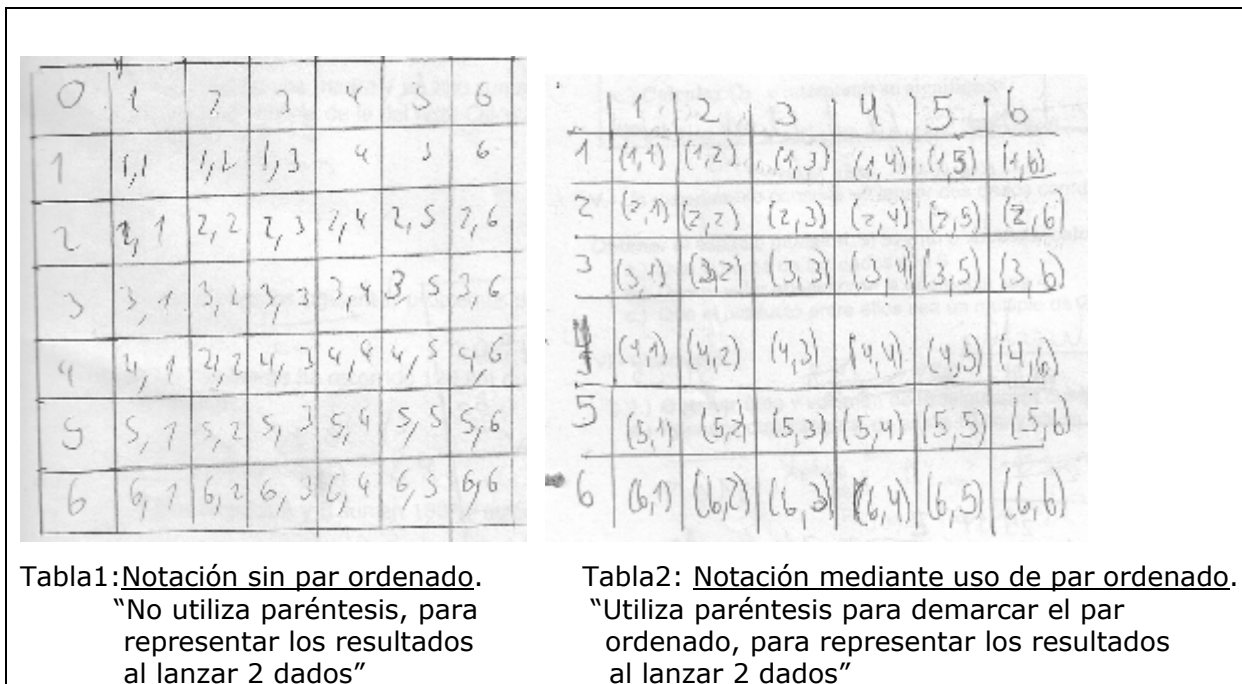 0 1 2 3 4 5 6
1 1,1 1,2 1,3 4 5 6
2 2,1 2,2 2,3 2,4 2,5 2,6
3 3,1 3,2 3,3 3,4 3,5 3,6
4 4,1 4,2 4,3 4,4 4,5 4,6
5 5,1 5,2 5,3 5,4 5,5 5,6
6 6,1 6,2 6,3 6,4 6,5 6,6
1 2 3 4 5 6
1 (1,1) (1,2) (1,3) (1,4) (1,5) (1,6)
2 (2,1) (2,2) (2,3) (2,4) (2,5) (2,6)
3 (3,1) (3,2) (3,3) (3,4) (3,5) (3,6)
(4,1) (4,2) (4,3) (4,4) (4,5) (4,6)
5 (5,1) (5,2 (5,3) (5,4) (5,5) (5,6)
6 (6,1) (6,2) (6,3) (6,4) (6,5) (6,6)
Tabla1:Notación sin par ordenado.
“No utiliza paréntesis, para
representar los resultados
al lanzar 2 dados”
Tabla2: Notación mediante uso de par ordenado.
“Utiliza paréntesis para demarcar el par
ordenado, para representar los resultados
al lanzar 2 dados”